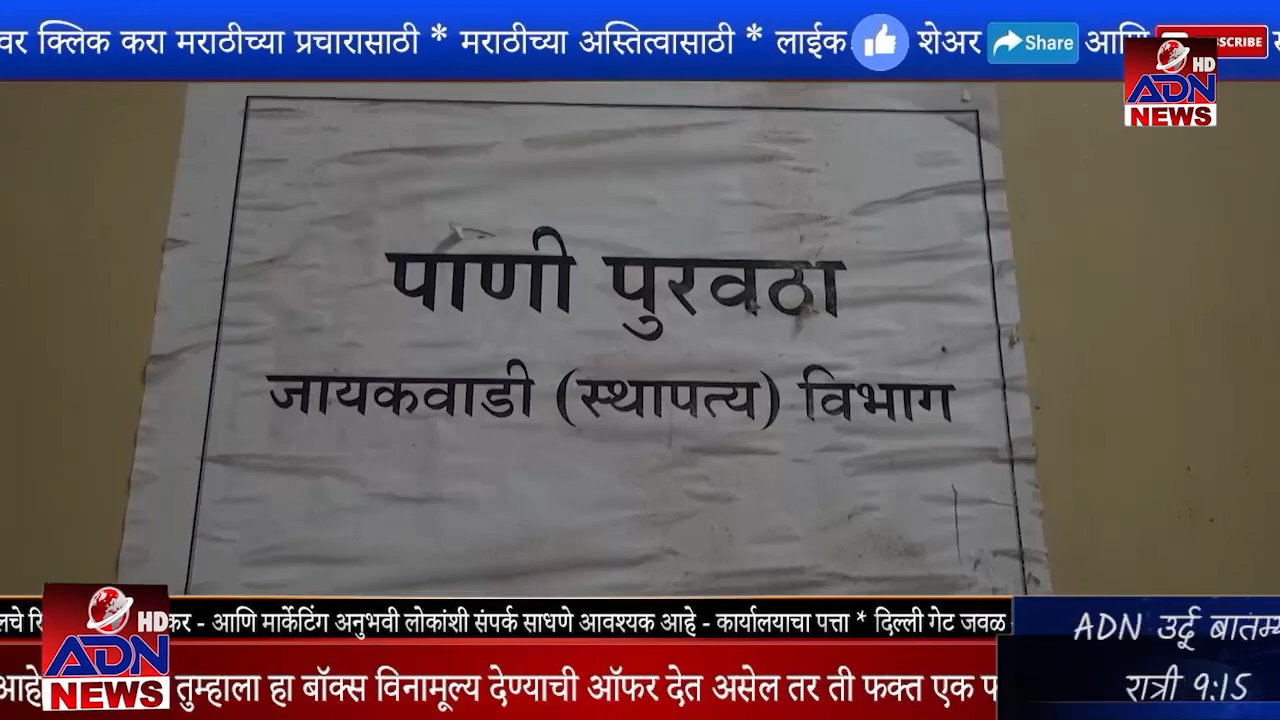 वर क्लिक करा मराठीच्या प्रचारासाठी * मराठीच्या अस्तित्वासाठी * लाईक शेअर Share आणि
HD
ADN
NEWS
पाणी पुरवठा
जायकवाडी (स्थापत्य) विभाग
कर - आणि मार्केटिंग अनुभवी लोकांशी संपर्क साधणे आवश्यक आहे - कार्यालयाचा पत्ता * दिल्ली गेट जवळ
HD
ADN
NEWS
आहे तुम्हाला हा बॉक्स विनामूल्य देण्याची ऑफर देत असेल तर ती फक्त एक
ADN उर्दू
रात्री 9:15